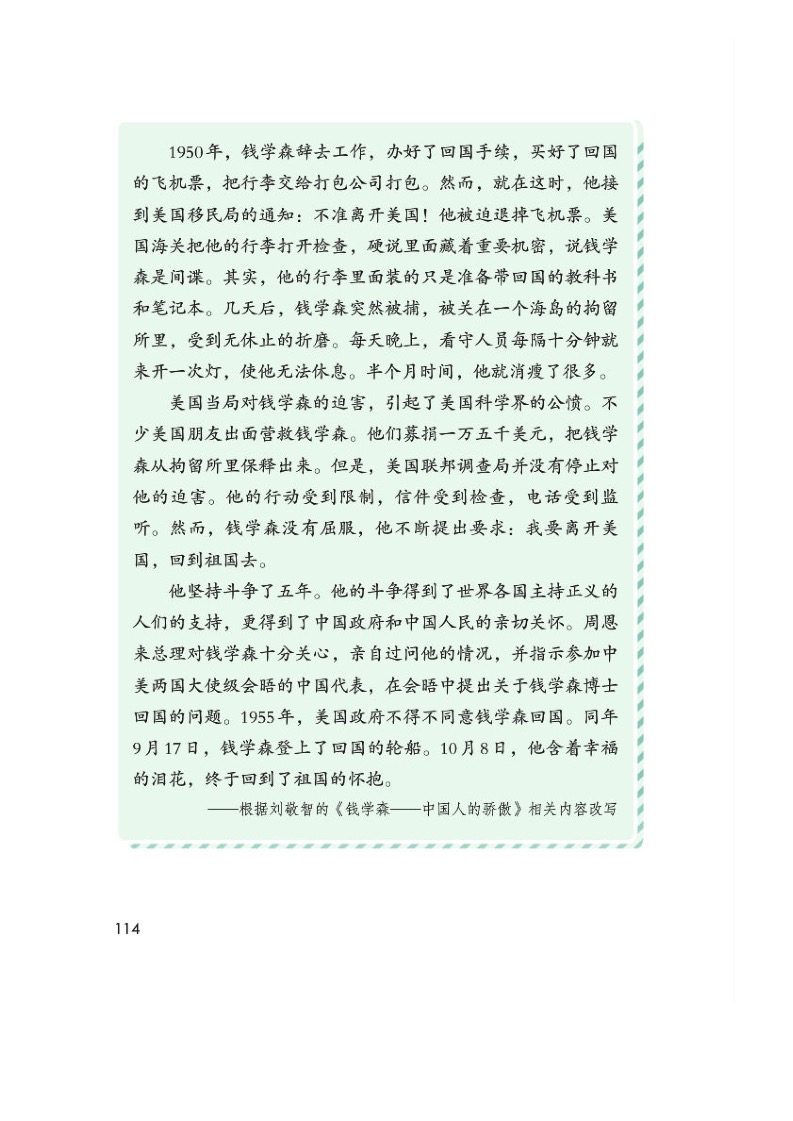 1950年，钱学森辞去工作，办好了回国手续，买好了回国
的飞机票，把行李交给打包公司打包。然而，就在这时，他接
到美国移民局的通知：不准离开美国！他被迫退掉飞机票。美
国海关把他的行李打开检查，硬说里面藏着重要机密，说钱学
森是间谍。其实，他的行李里面装的只是准备带回国的教科书
和笔记本。几天后，钱学森突然被捕，被关在一个海岛的拘留
所里，受到无休止的折磨。每天晚上，看守人员每隔十分钟就
来开一次灯，使他无法休息。半个月时间，他就消瘦了很多。
美国当局对钱学森的迫害，引起了美国科学界的公愤。不
少美国朋友出面营救钱学森。他们募捐一万五千美元，把钱学
森从拘留所里保释出来。但是，美国联邦调查局并没有停止对
他的迫害。他的行动受到限制，信件受到检查，电话受到监
听。然而，钱学森没有屈服，他不断提出要求：我要离开美
国，回到祖国去。
他坚持斗争了五年。他的斗争得到了世界各国主持正义的
人们的支持，更得到了中国政府和中国人民的亲切关怀。周恩
来总理对钱学森十分关心，亲自过问他的情况，并指示参加中
美两国大使级会晤的中国代表，在会晤中提出关于钱学森博士
回国的问题。1955年，美国政府不得不同意钱学森回国。同年
9月17日，钱学森登上了回国的轮船。10月8日，他含着幸福
的泪花，终于回到了祖国的怀抱。
——根据刘敬智的《钱学森——中国人的骄傲》相关内容改写
114